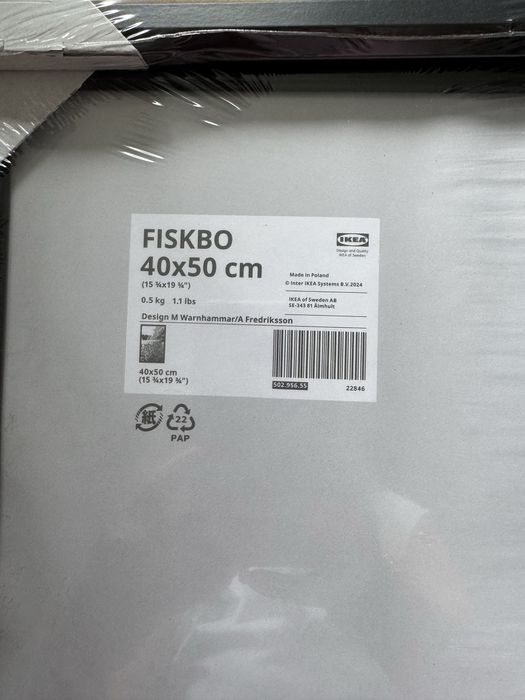 FISKBO
40x50 cm
(15 ¾x19 ¾")
0.5 kg 1.1 lbs
Design M Warnhammar/A Fredriksson
40x50 cm
(15 ¾x19 ¾")
IKEA
Design and Quality
IKEA of Sweden
Made in Poland
© Inter IKEA Systems B.V.2024
IKEA of Sweden AB
SE-343 81 Älmhult
502.956.55
22846
紙
22
PAP